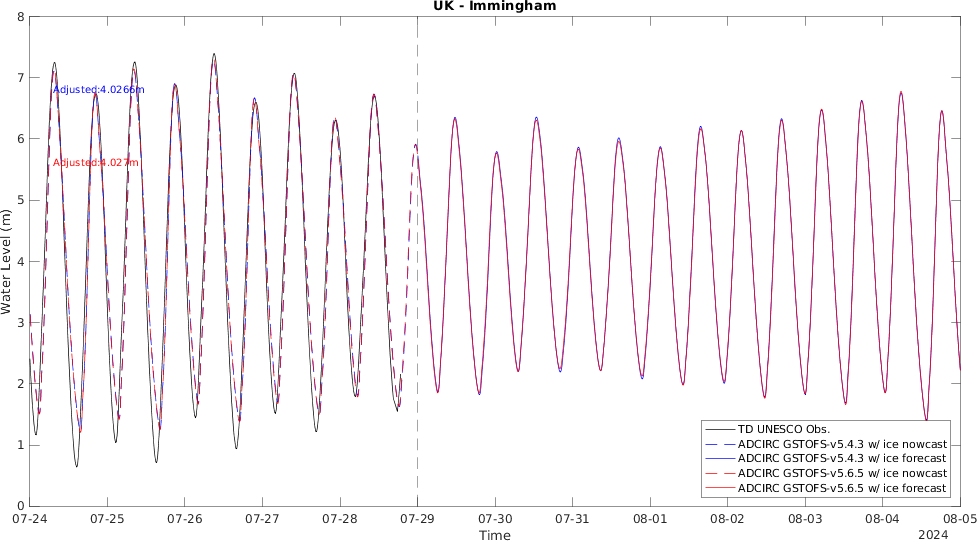 UK - Immingham
8
7
6
5
4
3
2
1
0
Water Level (m)
Adjusted:4.0266m
Adjusted:4.027m
TD UNESCO Obs.
ADCIRC GSTOFS-v5.4.3 w/ ice nowcast
ADCIRC GSTOFS-v5.4.3 w/ ice forecast
ADCIRC GSTOFS-v5.6.5 w/ ice nowcast
ADCIRC GSTOFS-v5.6.5 w/ ice forecast
07-24 07-25 07-26 07-27 07-28 07-29 07-30 07-31 08-01 08-02 08-03 08-04 08-05
Time
2024